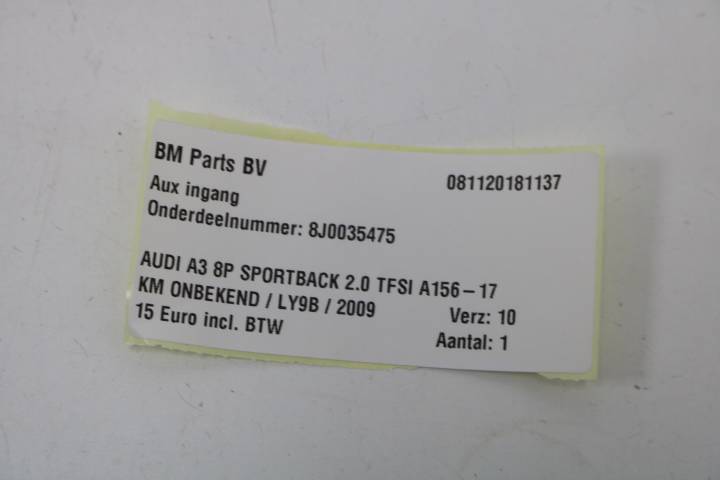 BM Parts BV 081120181137
Aux ingang
Onderdeelnummer: 8J0035475
AUDI A3 8P SPORTBACK 2.0 TFSI A156-17
KM ONBEKEND / LY9B / 2009 Verz: 10
15 Euro incl. BTW Aantal: 1